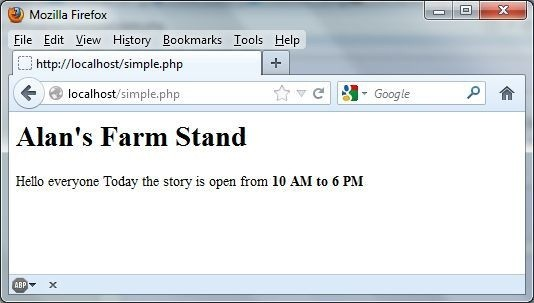 Mozilla Firefox
File Edit View History Bookmarks Tools Help
http://localhost/simple.php
localhost/simple.php Google
Alan's Farm Stand
Hello everyone Today the story is open from 10 AM to 6 PM
ABP